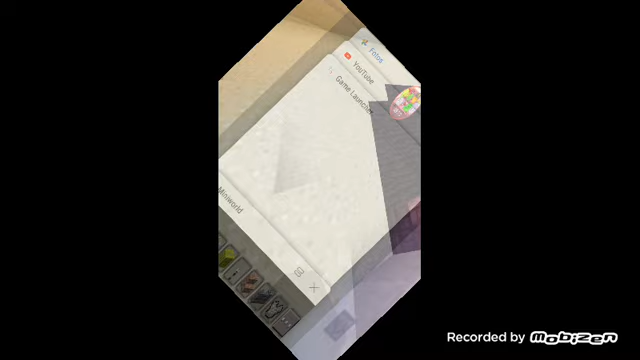 Fotos
YouTube
Game Launcher
Miniworld
Recorded by mobizen